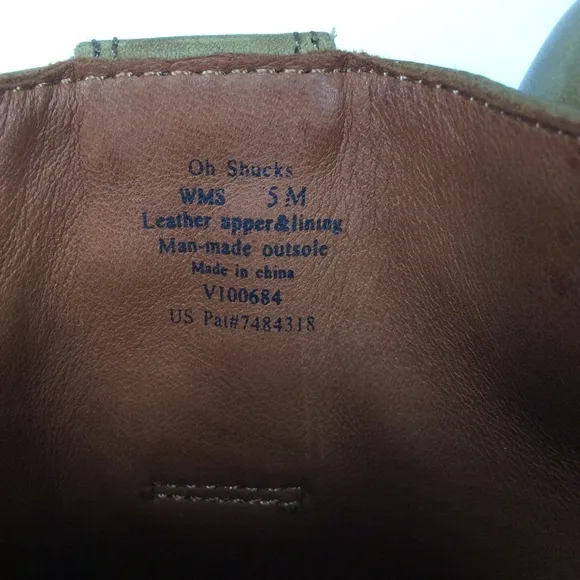 Oh Shucks
WMS 5 M
Leather upper&lining
Man-made outsole
Made in china
V100684
US Pat#7484318